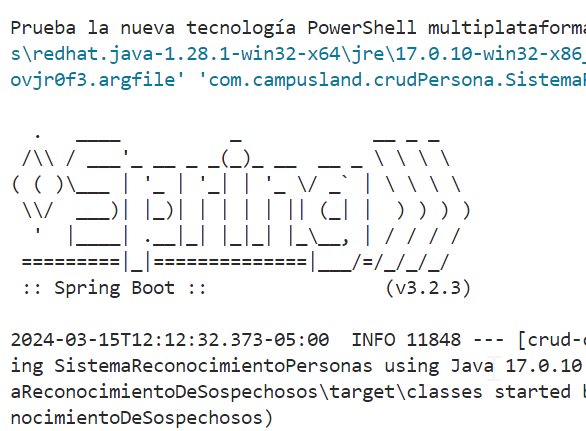 Prueba la nueva tecnología PowerShell multiplataforma
s\redhat.java-1.28.1-win32-x64\jre\17.0.10-win32-x86_
ovjr0f3.argfile' 'com.campusland.crudPersona.Sistema
  .   ____          _            __ _ _
 /\\ / ___'_ __ _ _(_)_ __  __ _ \ \ \ \
( ( )\___ | '_ | '_| | '_ \/ _` | \ \ \ \
 \\/  ___)| |_)| | | | | || (_| |  ) ) ) )
  '  |____| .__|_| |_|_| |_\__, | / / / /
 =========|_|==============|___/=/_/_/_/
 :: Spring Boot ::                (v3.2.3)
2024-03-15T12:12:32.373-05:00  INFO 11848 --- [crud-
ing SistemaReconocimientoPersonas using Java 17.0.10
aReconocimientoDeSospechosos\target\classes started
nocimientoDeSospechosos)